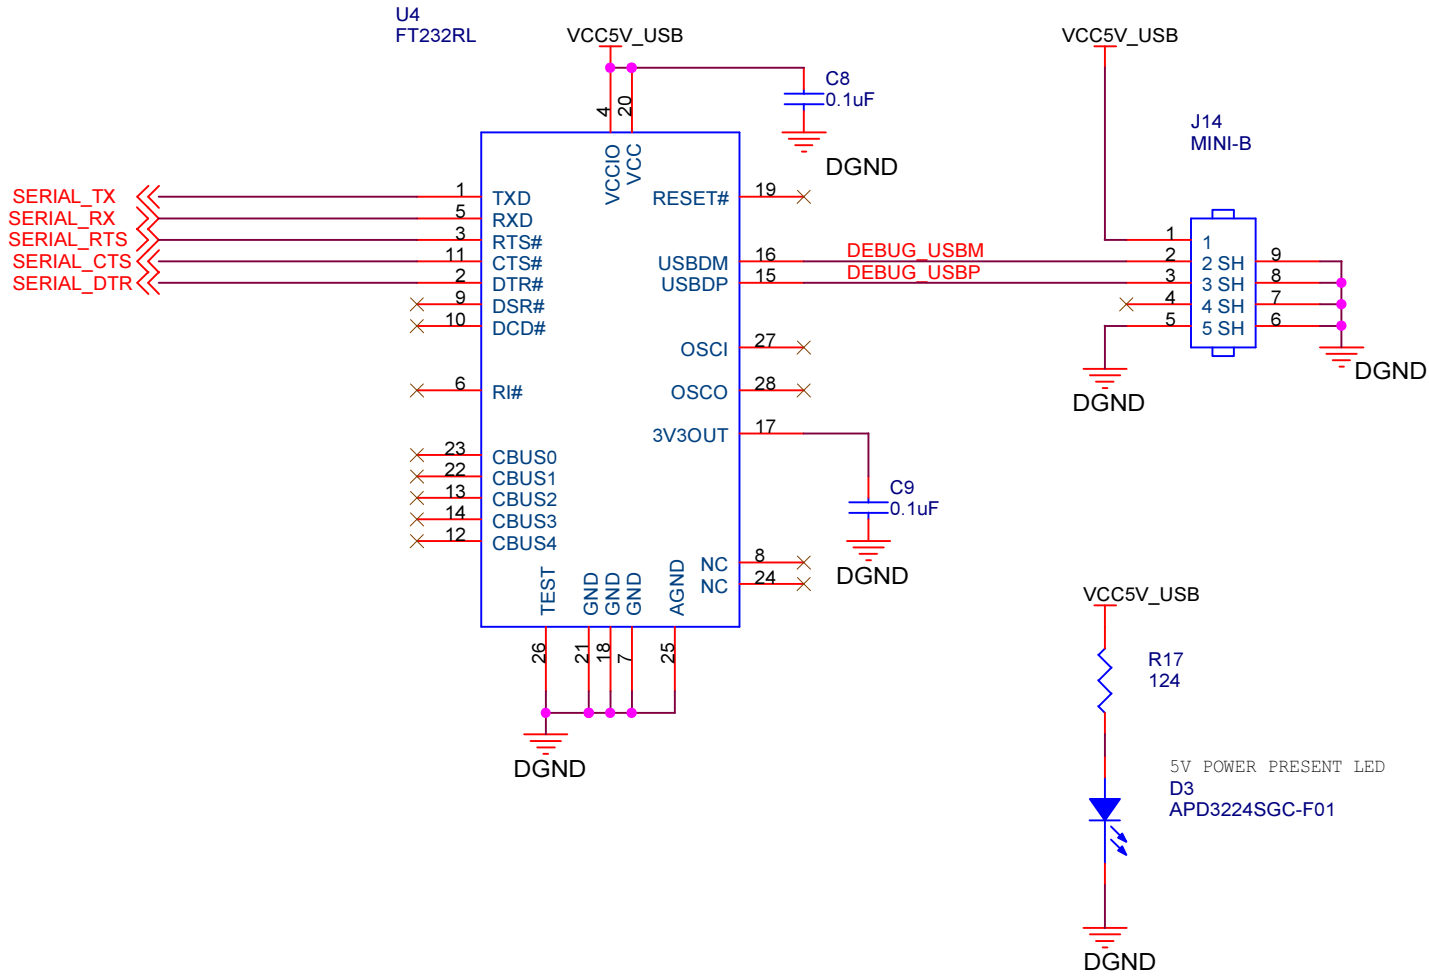 U4
FT232RL
VCC5V_USB
VCC5V_USB
C8
0.1uF
DGND
J14
MINI-B
4
20
VCCIO
VCC
SERIAL_TX
1
TXD
RESET#
19
SERIAL_RX
5
RXD
SERIAL_RTS
3
RTS#
SERIAL_CTS
11
CTS#
SERIAL_DTR
2
DTR#
9
DSR#
10
DCD#
6
RI#
23
CBUS0
22
CBUS1
13
CBUS2
14
CBUS3
12
CBUS4
USBDM
16
DEBUG_USBM
USBDP
15
DEBUG_USBP
OSCI
27
OSCO
28
3V3OUT
17
C9
0.1uF
DGND
NC
8
NC
24
TEST
GND
GND
GND
AGND
26
21
18
7
25
DGND
1
1
2
2 SH
9
3
3 SH
8
4
4 SH
7
5
5 SH
6
DGND
DGND
VCC5V_USB
R17
124
5V POWER PRESENT LED
D3
APD3224SGC-F01
DGND